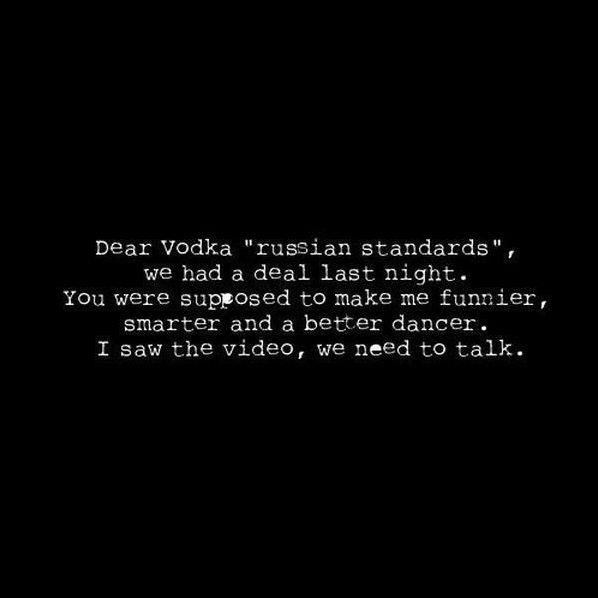 Dear Vodka "russian standards",
we had a deal last night.
You were supposed to make me funnier,
smarter and a better dancer.
I saw the video, we need to talk.